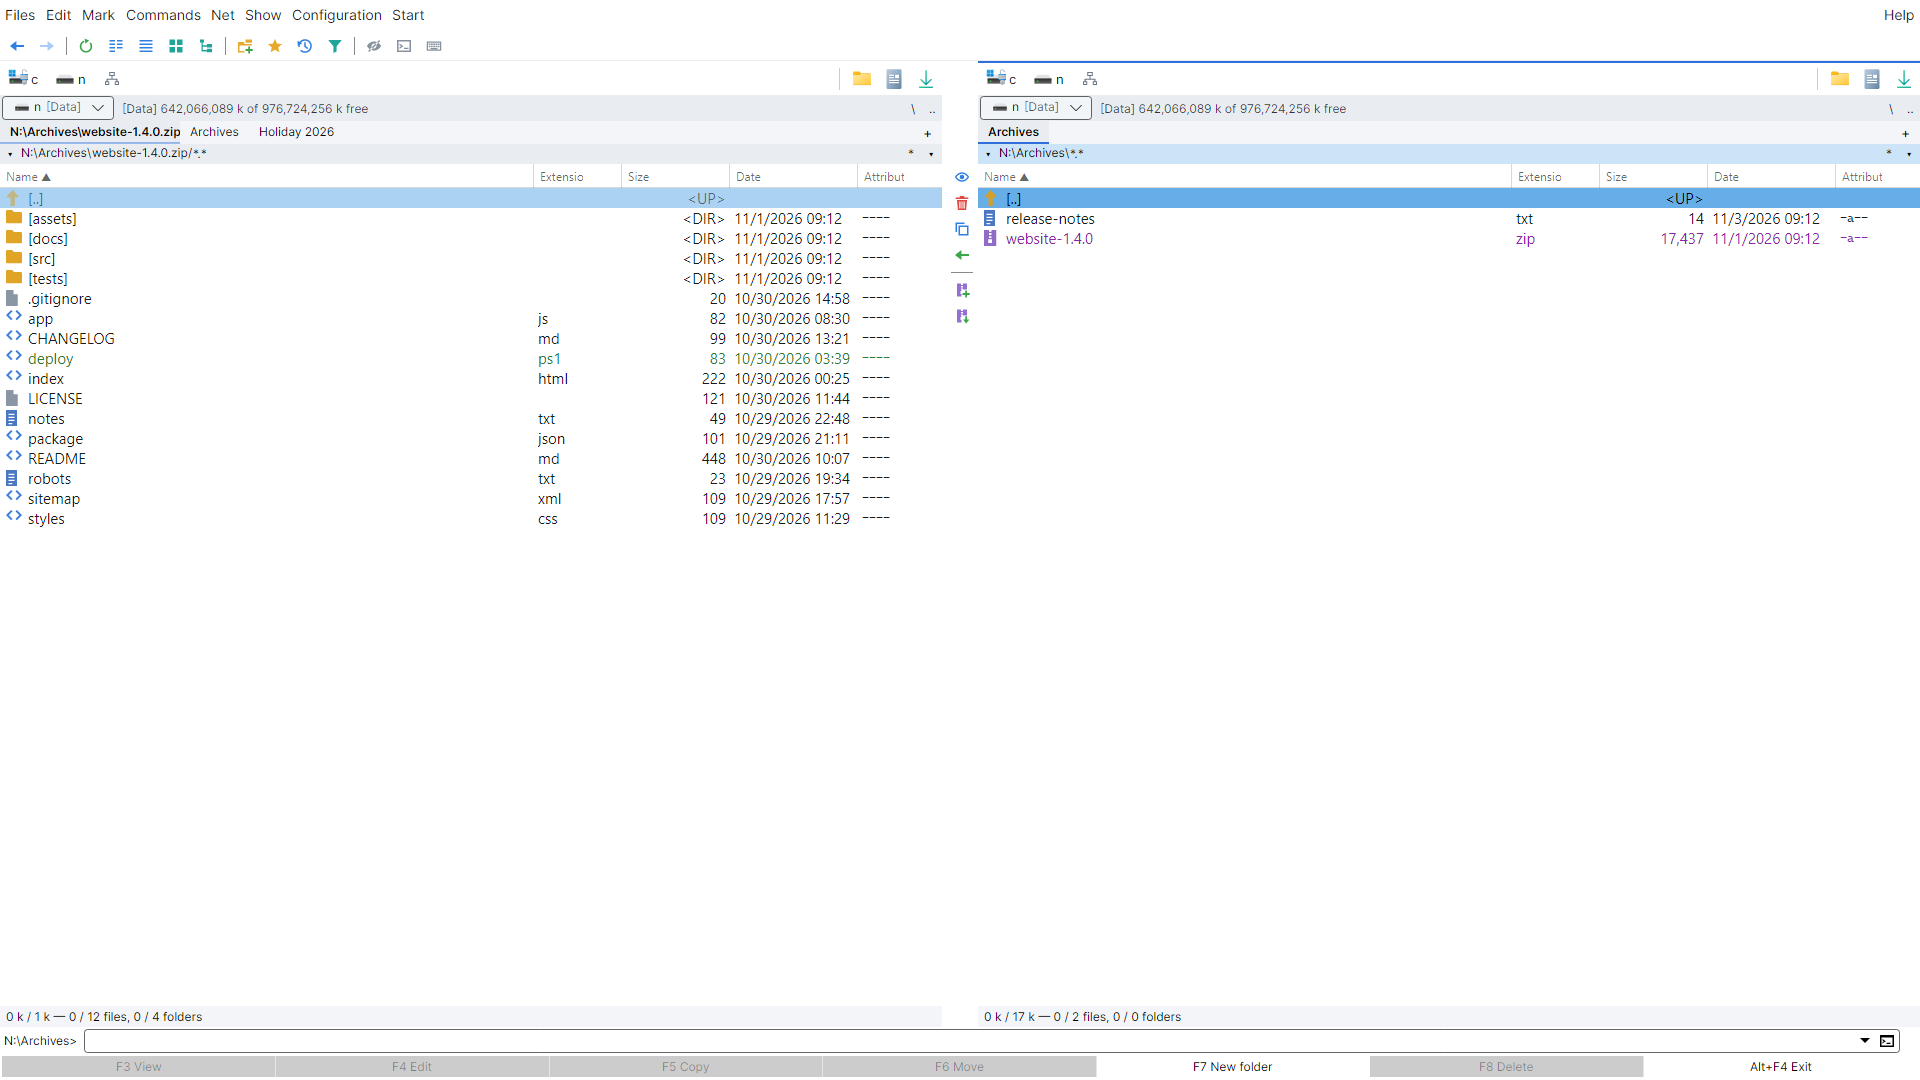 Files Edit Mark Commands Net Show Configuration Start Help
c n
[Data] 642,066,089 k of 976,724,256 k free \ ..
n [Data]
N:\Archives\website-1.4.0.zip Archives Holiday 2026 +
N:\Archives\website-1.4.0.zip/*.* *
Name Extensio Size Date Attribut
[..] <UP>
[assets] <DIR> 11/1/2026 09:12 ----
[docs] <DIR> 11/1/2026 09:12 ----
[src] <DIR> 11/1/2026 09:12 ----
[tests] <DIR> 11/1/2026 09:12 ----
.gitignore 20 10/30/2026 14:58 ----
app js 82 10/30/2026 08:30 ----
CHANGELOG md 99 10/30/2026 13:21 ----
deploy ps1 83 10/30/2026 03:39 ----
index html 222 10/30/2026 00:25 ----
LICENSE 121 10/30/2026 11:44 ----
notes txt 49 10/29/2026 22:48 ----
package json 101 10/29/2026 21:11 ----
README md 448 10/30/2026 10:07 ----
robots txt 23 10/29/2026 19:34 ----
sitemap xml 109 10/29/2026 17:57 ----
styles css 109 10/29/2026 11:29 ----
0 k / 1 k — 0 / 12 files, 0 / 4 folders
c n
n [Data]
[Data] 642,066,089 k of 976,724,256 k free \ ..
Archives +
N:\Archives\*.* *
Name Extensio Size Date Attribut
[..] <UP>
release-notes txt 14 11/3/2026 09:12 -a--
website-1.4.0 zip 17,437 11/1/2026 09:12 -a--
0 k / 17 k — 0 / 2 files, 0 / 0 folders
N:\Archives>
F3 View F4 Edit F5 Copy F6 Move F7 New folder F8 Delete Alt+F4 Exit